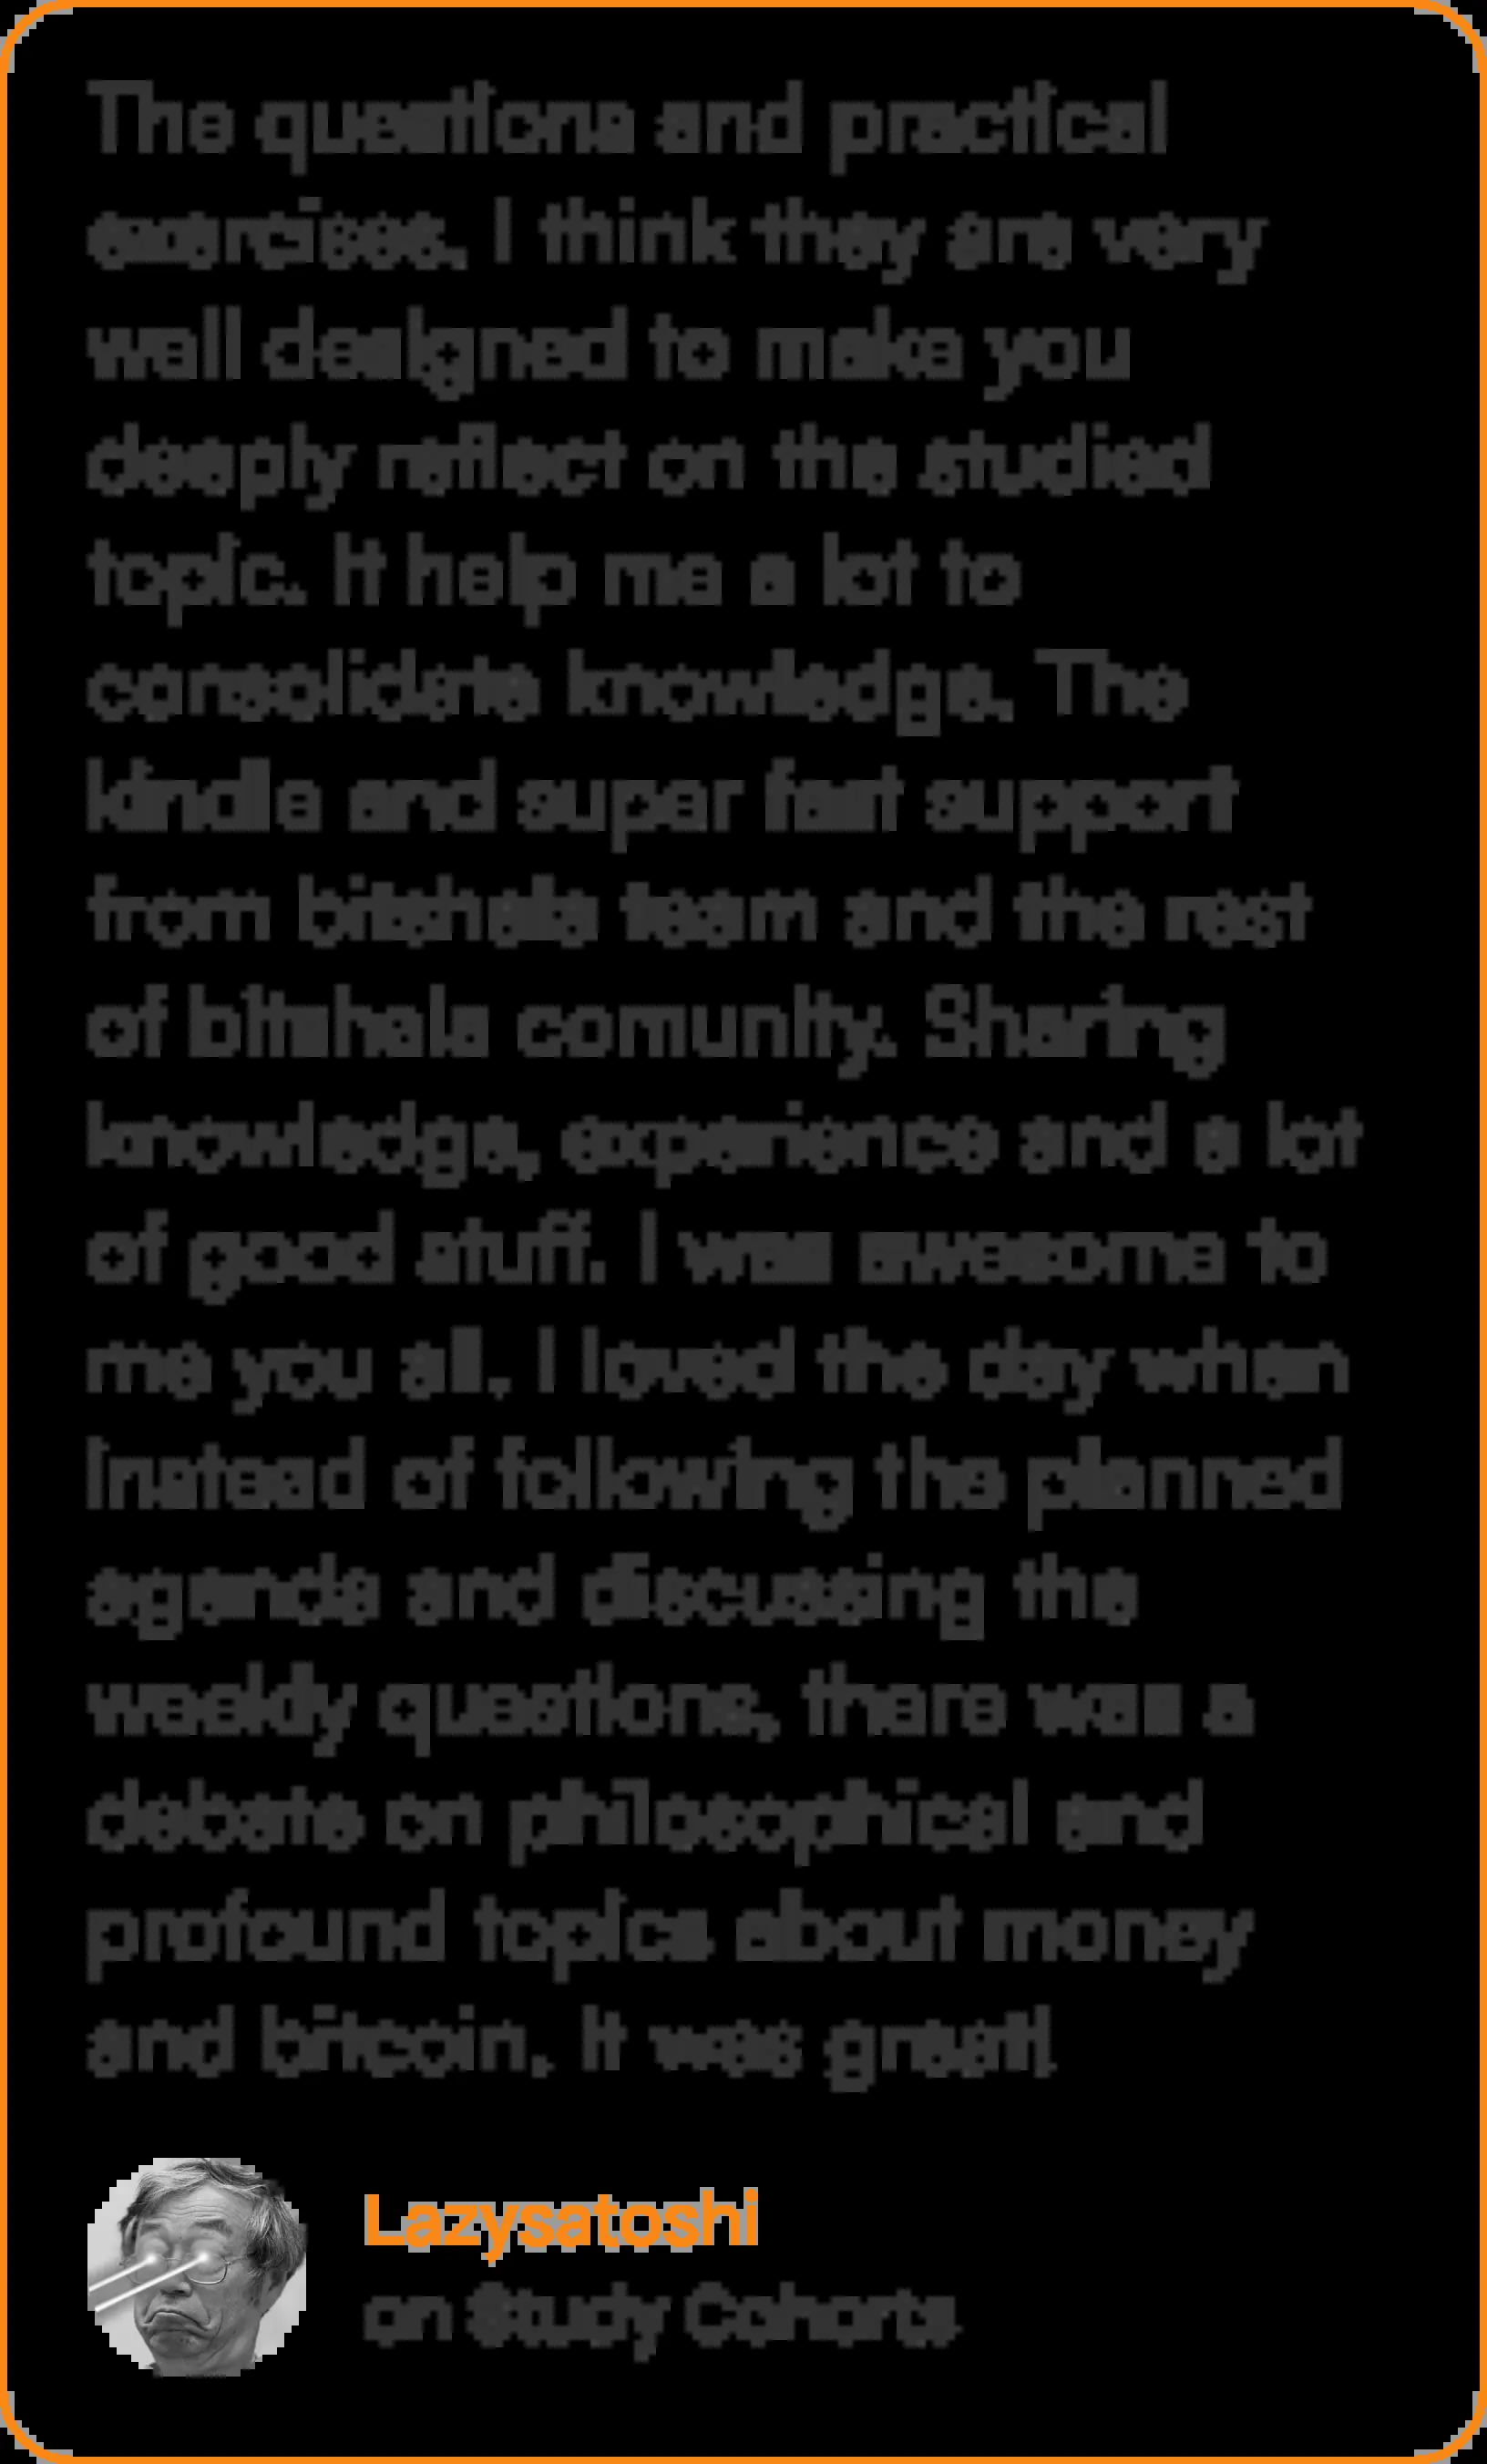 The questions and practical
exercises, I think they are very
well designed to make you
deeply reflect on the studied
topic. It help me a lot to
consolidate knowledge. The
kindle and super fast support
from bitshala team and the rest
of bitshala comunity. Sharing
knowledge, experience and a lot
of good stuff. I was awesome to
me you all, I loved the day when
instead of following the planned
agenda and discussing the
weekly questions, there was a
debate on philosophical and
profound topics about money
and bitcoin, It was great!
Lazysatoshi
on Study Cohorts